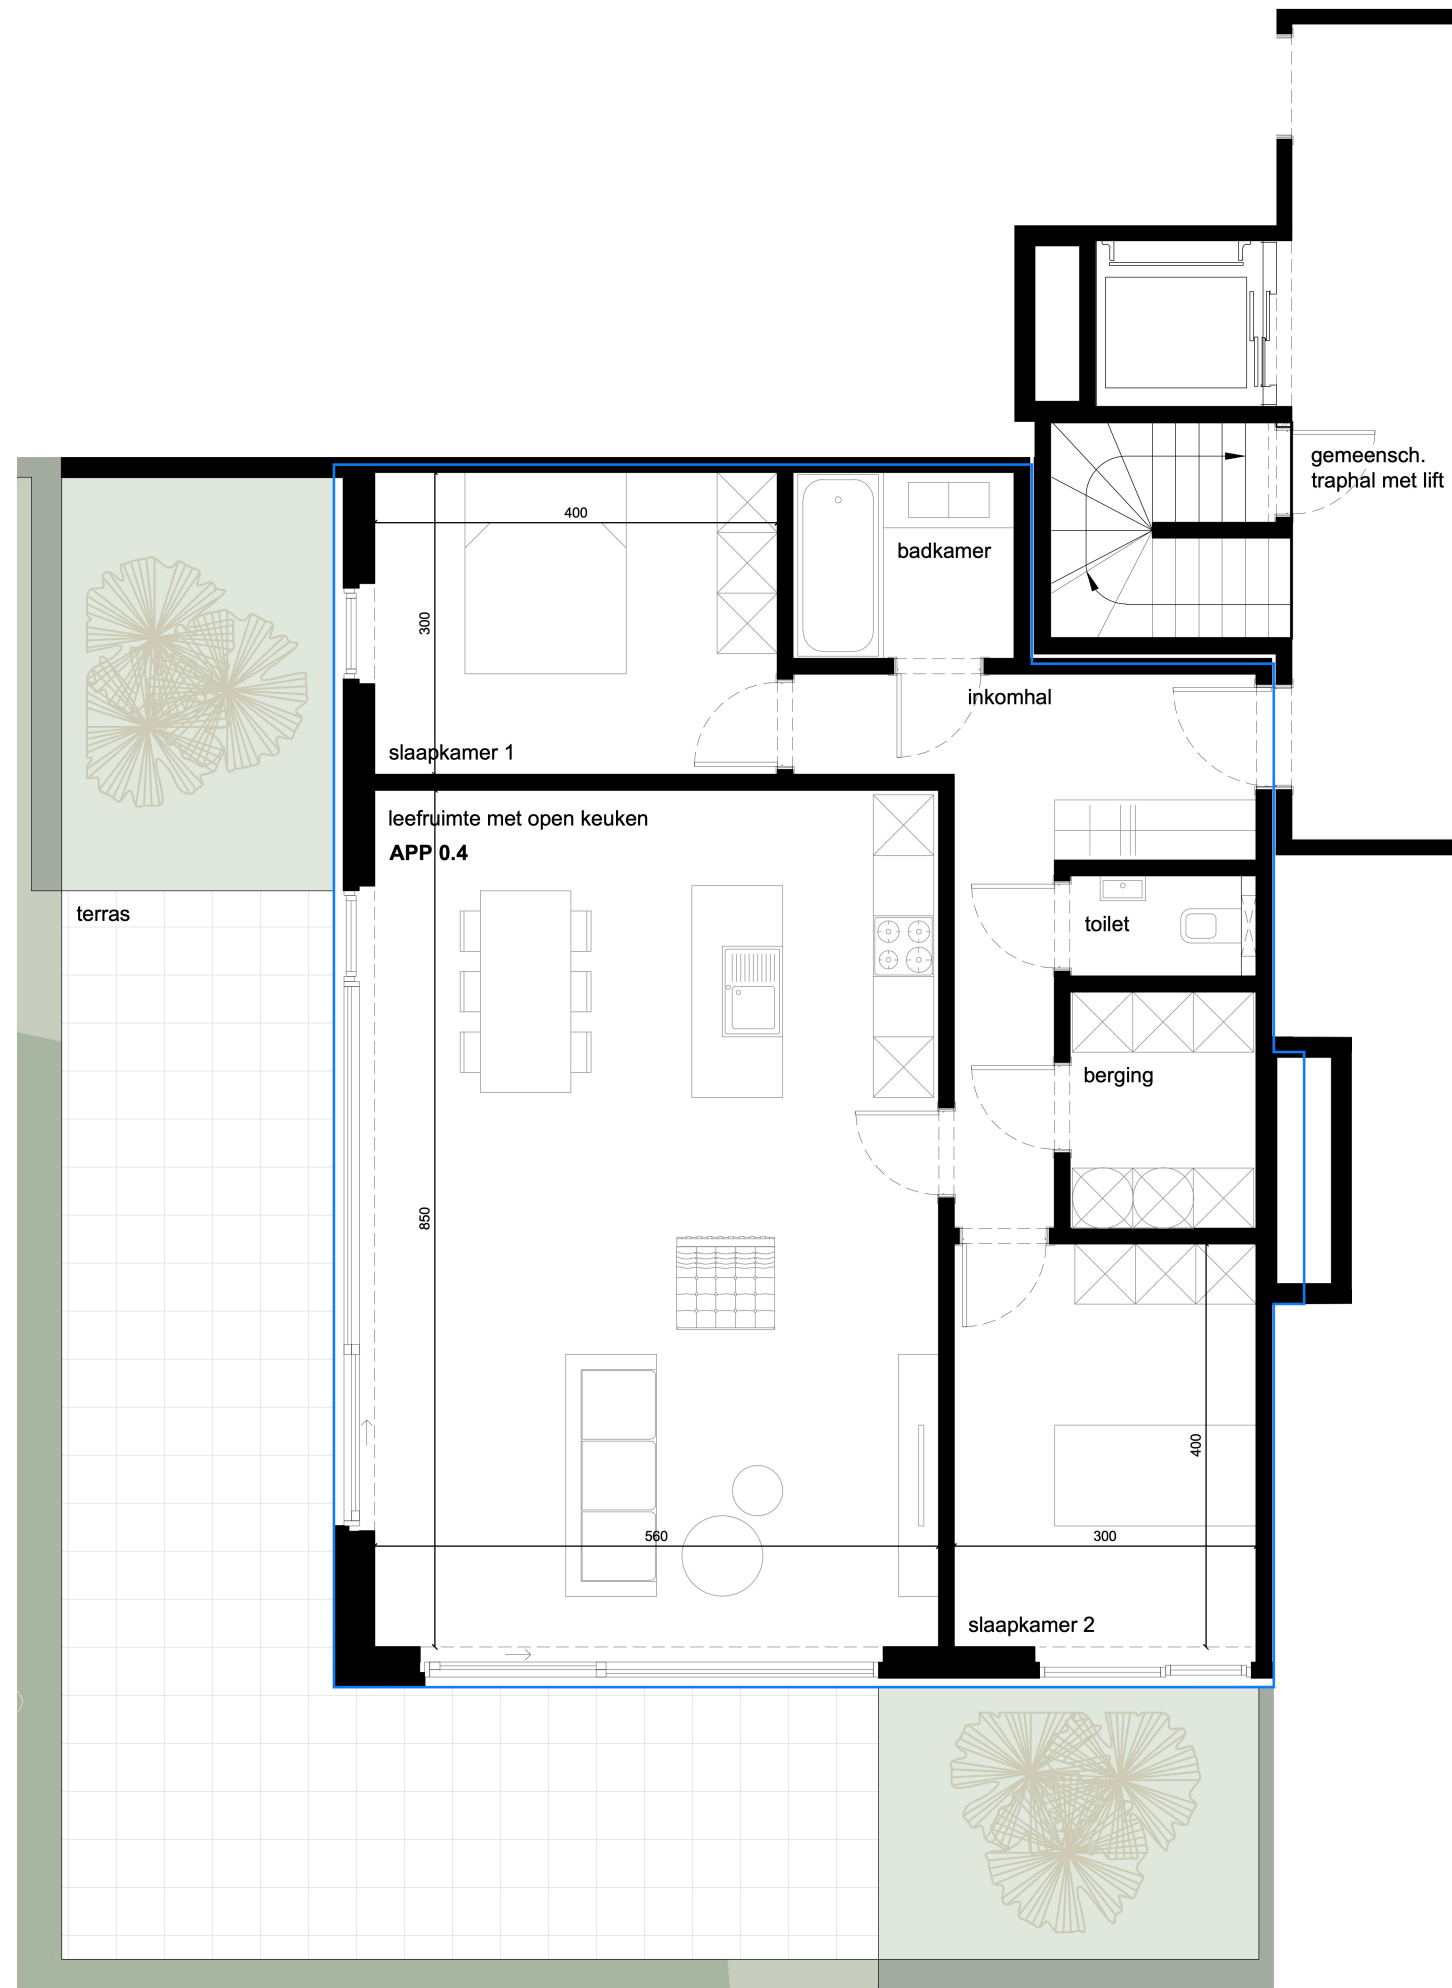 gemeensch.
traphal met lift
400
badkamer
300
inkomhal
slaapkamer 1
leefruimte met open keuken
APP 0.4
terras
toilet
berging
850
400
560
300
slaapkamer 2